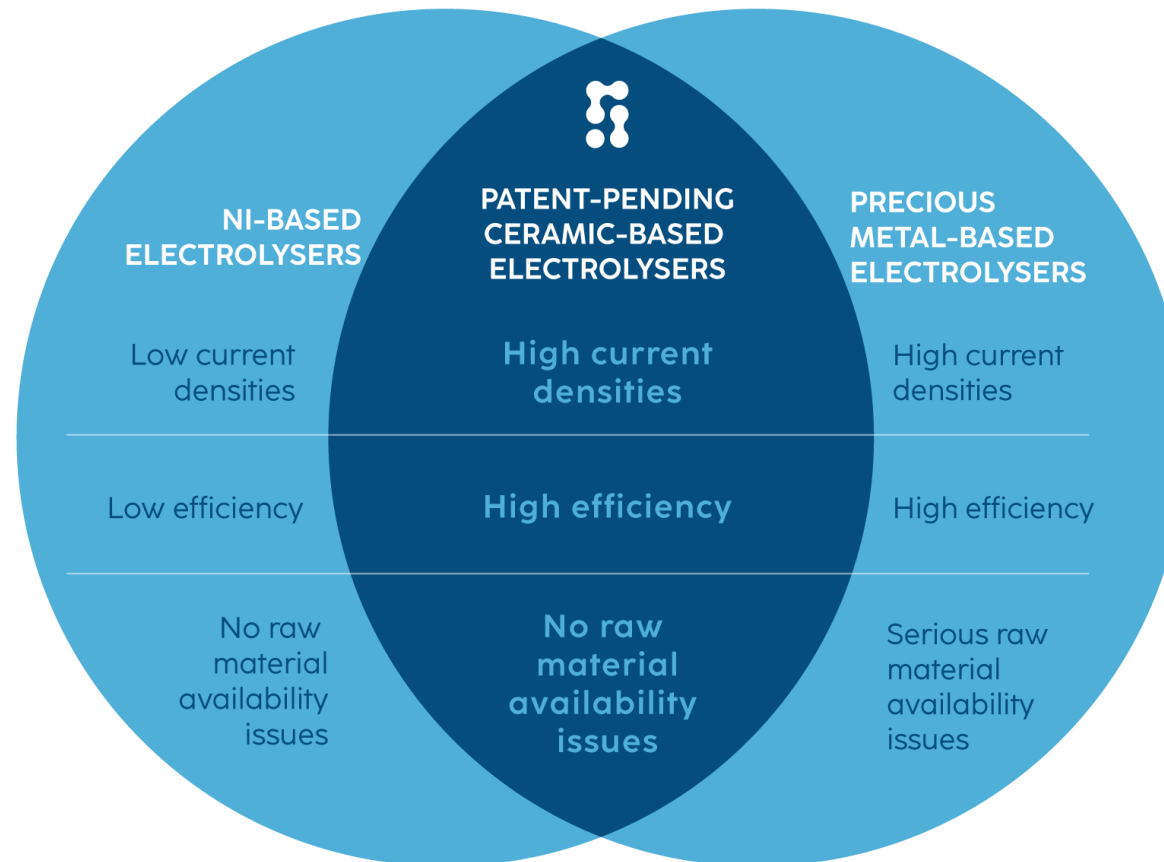 NI-BASED
ELECTROLYSERS
PATENT-PENDING
CERAMIC-BASED
ELECTROLYSERS
PRECIOUS
METAL-BASED
ELECTROLYSERS
Low current
densities
High current
densities
High current
densities
Low efficiency
High efficiency
High efficiency
No raw
material
availability
issues
No raw
material
availability
issues
Serious raw
material
availability
issues